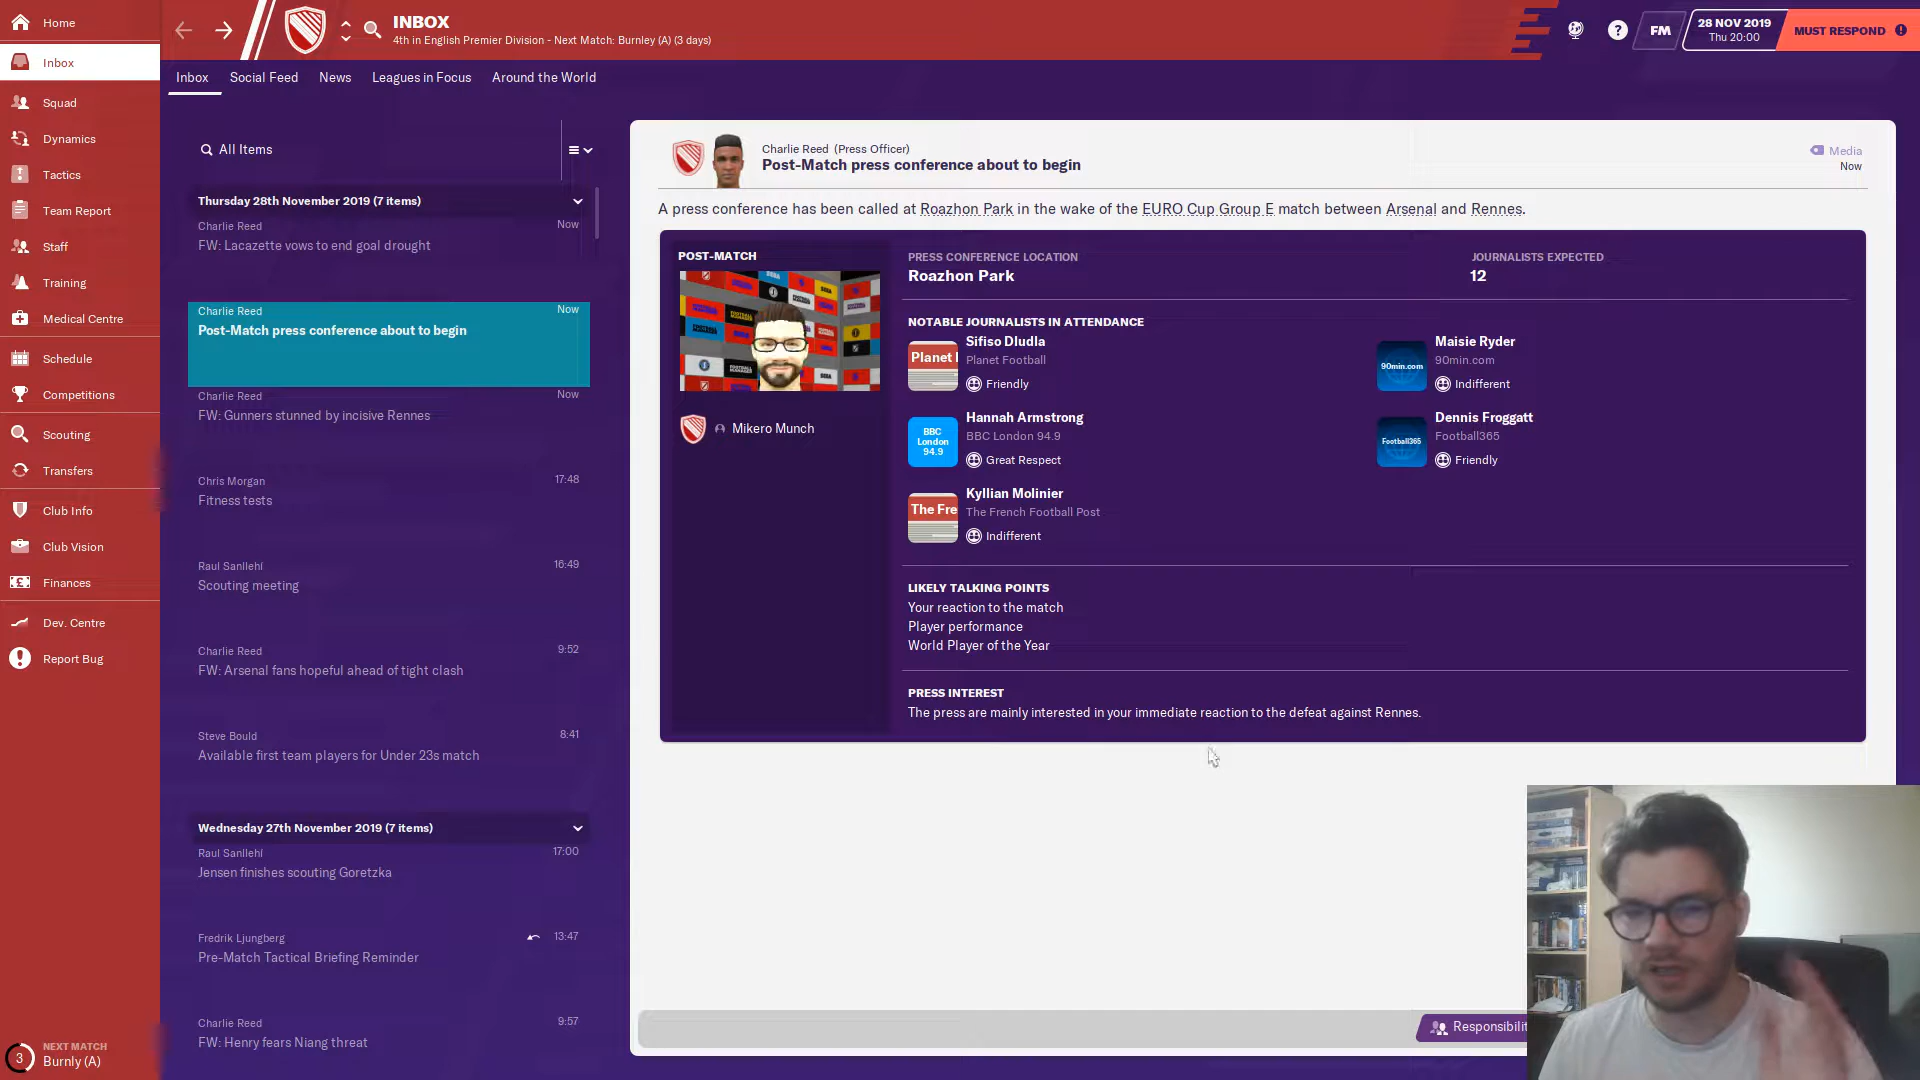 Home
Inbox
Squad
Dynamics
Tactics
Team Report
Staff
Training
Medical Centre
Schedule
Competitions
Scouting
Transfers
Club Info
Club Vision
Finances
Dev. Centre
Report Bug
3
NEXT MATCH
Burnly (A)
INBOX
4th in English Premier Division - Next Match: Burnley (A) (3 days)
?
FM
28 NOV 2019
Thu 20:00
MUST RESPOND
Inbox Social Feed News Leagues in Focus Around the World
All Items
Thursday 28th November 2019 (7 items)
Charlie Reed Now
FW: Lacazette vows to end goal drought
Charlie Reed Now
Post-Match press conference about to begin
Charlie Reed Now
FW: Gunners stunned by incisive Rennes
Chris Morgan 17:48
Fitness tests
Raul Sanllehí 16:49
Scouting meeting
Charlie Reed 9:52
FW: Arsenal fans hopeful ahead of tight clash
Steve Bould 8:41
Available first team players for Under 23s match
Wednesday 27th November 2019 (7 items)
Raul Sanllehí 17:00
Jensen finishes scouting Goretzka
Fredrik Ljungberg 13:47
Pre-Match Tactical Briefing Reminder
Charlie Reed 9:57
FW: Henry fears Niang threat
Charlie Reed (Press Officer)
Post-Match press conference about to begin
Media
Now
A press conference has been called at Roazhon Park in the wake of the EURO Cup Group E match between Arsenal and Rennes.
POST-MATCH
Mikero Munch
PRESS CONFERENCE LOCATION
Roazhon Park
JOURNALISTS EXPECTED
12
NOTABLE JOURNALISTS IN ATTENDANCE
Planet
Sifiso Dludla
Planet Football
Friendly
90min.com
Maisie Ryder
90min.com
Indifferent
BBC
London
94.9
Hannah Armstrong
BBC London 94.9
Great Respect
Football365
Dennis Froggatt
Football365
Friendly
The Fre
Kyllian Molinier
The French Football Post
Indifferent
LIKELY TALKING POINTS
Your reaction to the match
Player performance
World Player of the Year
PRESS INTEREST
The press are mainly interested in your immediate reaction to the defeat against Rennes.
Responsibilit